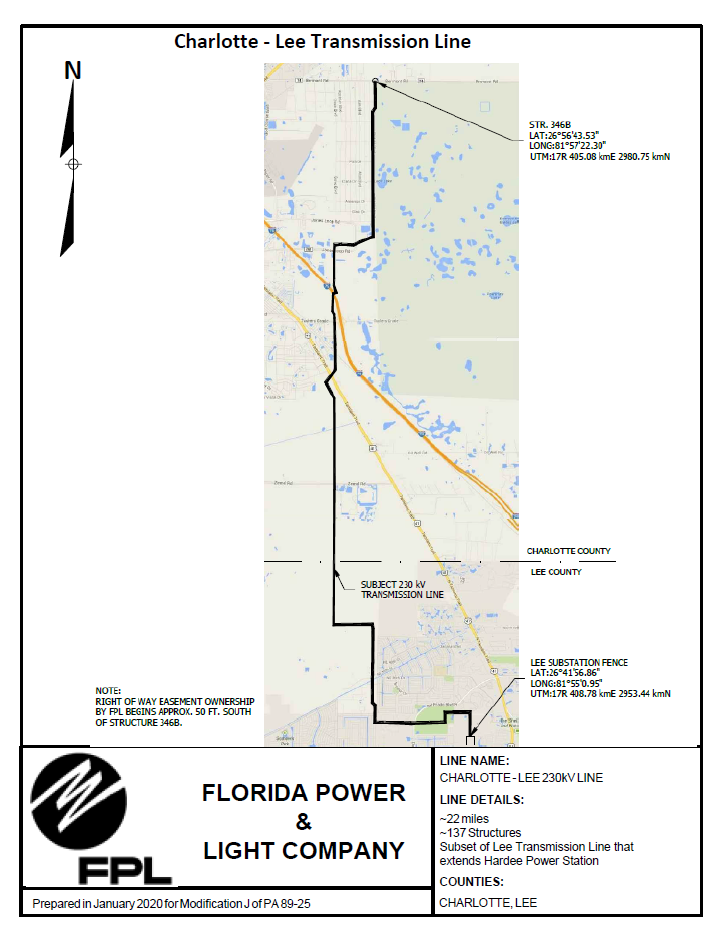 Charlotte - Lee Transmission Line
N
STR. 346B
LAT:26°56'43.53"
LONG:81°57'22.30"
UTM:17R 405.08 kmE 2980.75 kmN
CHARLOTTE COUNTY
LEE COUNTY
SUBJECT 230 kV
TRANSMISSION LINE
LEE SUBSTATION FENCE
LAT:26°41'56.86"
LONG:81°55'0.95"
UTM:17R 408.78 kmE 2953.44 kmN
NOTE:
RIGHT OF WAY EASEMENT OWNERSHIP
BY FPL BEGINS APPROX. 50 FT. SOUTH
OF STRUCTURE 346B.
FPL
FLORIDA POWER
&
LIGHT COMPANY
LINE NAME:
CHARLOTTE - LEE 230kV LINE
LINE DETAILS:
~22 miles
~137 Structures
Subset of Lee Transmission Line that
extends Hardee Power Station
COUNTIES:
CHARLOTTE, LEE
Prepared in January 2020 for Modification J of PA 89-25